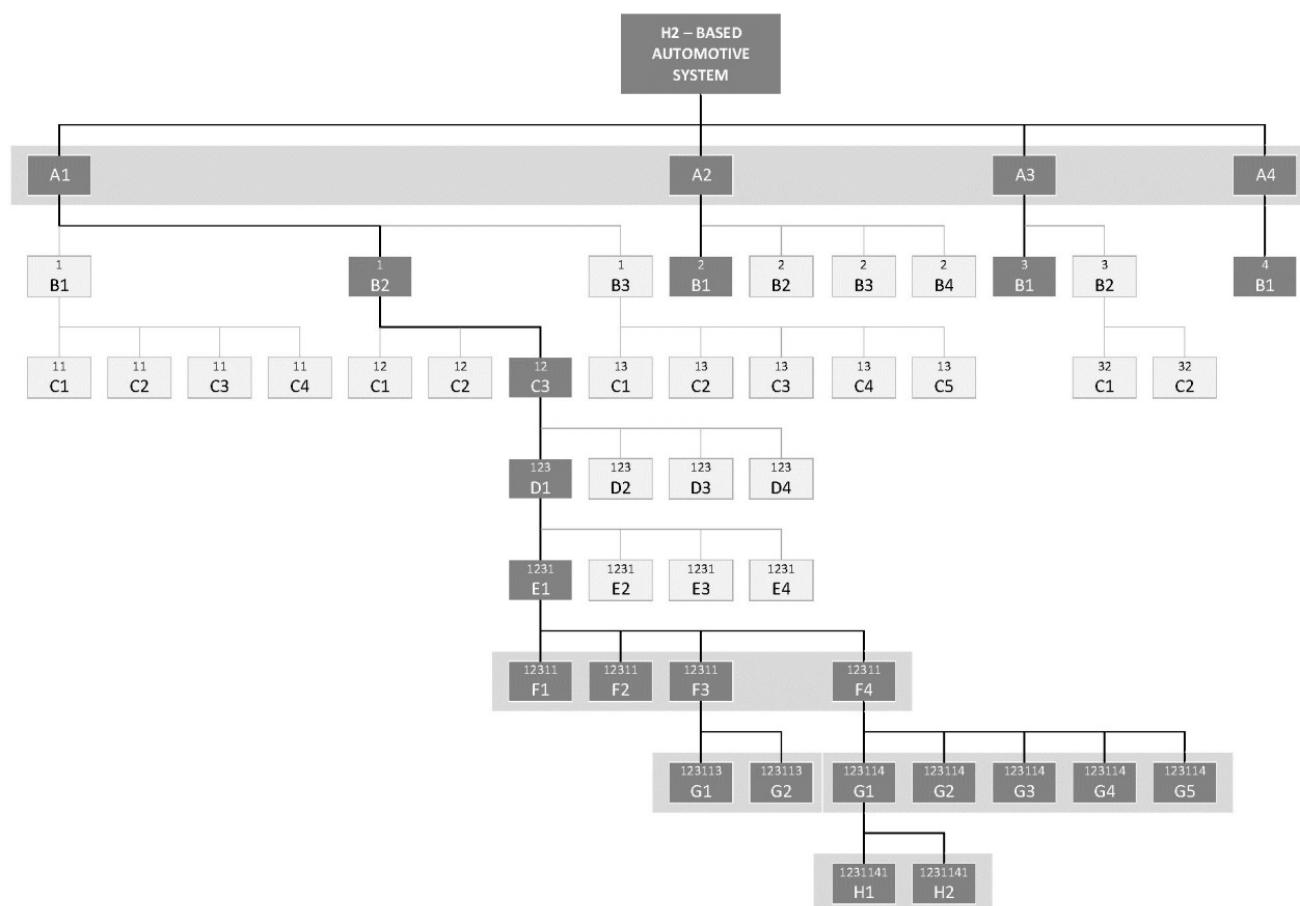 H2 – BASED
AUTOMOTIVE
SYSTEM
A1 A2 A3 A4
1 1 1 2 2 2 2 3 3 4
B1 B2 B3 B1 B2 B3 B4 B1 B2 B1
11 11 11 11 12 12 12 13 13 13 13 13 32 32
C1 C2 C3 C4 C1 C2 C3 C1 C2 C3 C4 C5 C1 C2
123 123 123 123
D1 D2 D3 D4
1231 1231 1231 1231
E1 E2 E3 E4
12311 12311 12311 12311
F1 F2 F3 F4
123113 123113 123114 123114 123114 123114 123114
G1 G2 G1 G2 G3 G4 G5
1231141 1231141
H1 H2